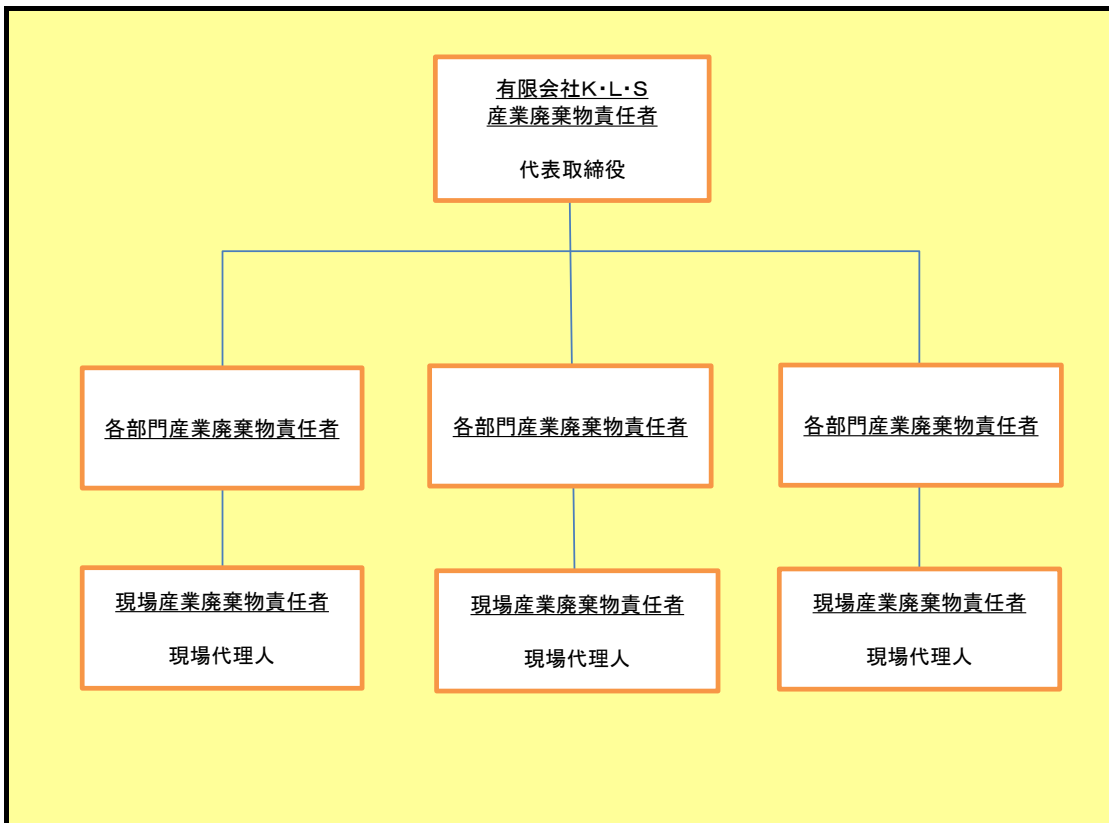 有限会社K・L・S
産業廃棄物責任者
代表取締役
各部門産業廃棄物責任者
各部門産業廃棄物責任者
各部門産業廃棄物責任者
現場産業廃棄物責任者
現場代理人
現場産業廃棄物責任者
現場代理人
現場産業廃棄物責任者
現場代理人